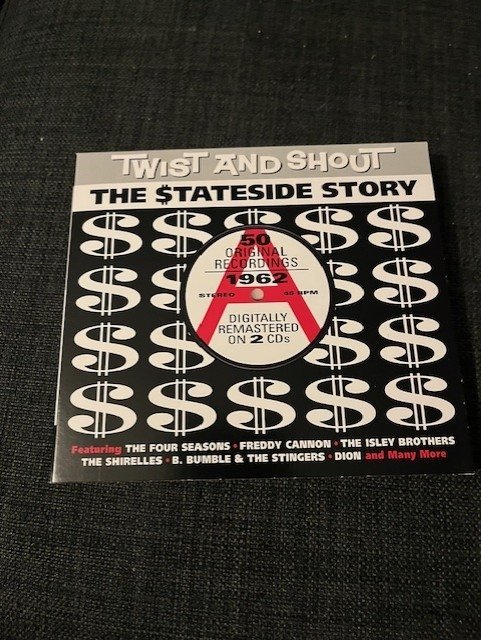 TWIST AND SHOUT
THE $TATESIDE STORY
$ $ $ $ $
50
ORIGINAL
RECORDINGS
1962
A
STEREO 45 RPM
DIGITALLY
REMASTERED
ON 2 CDs
$ $
$ $
$ $
$ $
$ $ $ $ $
Featuring THE FOUR SEASONS • FREDDY CANNON • THE ISLEY BROTHERS
THE SHIRELLES • B. BUMBLE & THE STINGERS • DION and Many More